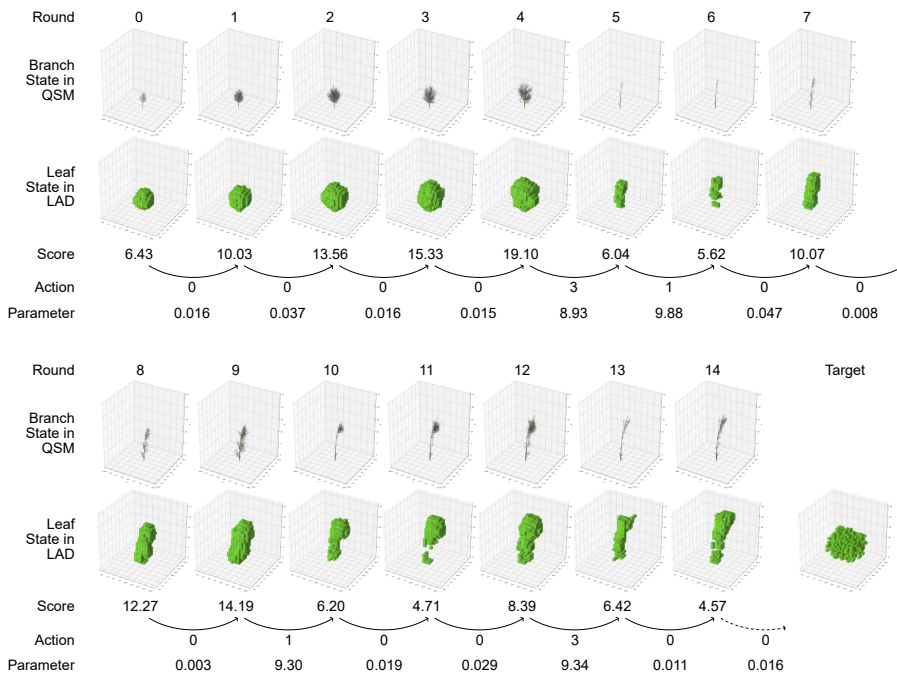 Round 0 1 2 3 4 5 6 7
Branch
State in
QSM
Leaf
State in
LAD
Score 6.43 10.03 13.56 15.33 19.10 6.04 5.62 10.07
Action 0 0 0 0 3 1 0 0
Parameter 0.016 0.037 0.016 0.015 8.93 9.88 0.047 0.008
Round 8 9 10 11 12 13 14 Target
Branch
State in
QSM
Leaf
State in
LAD
Score 12.27 14.19 6.20 4.71 8.39 6.42 4.57
Action 0 1 0 0 3 0 0
Parameter 0.003 9.30 0.019 0.029 9.34 0.011 0.016